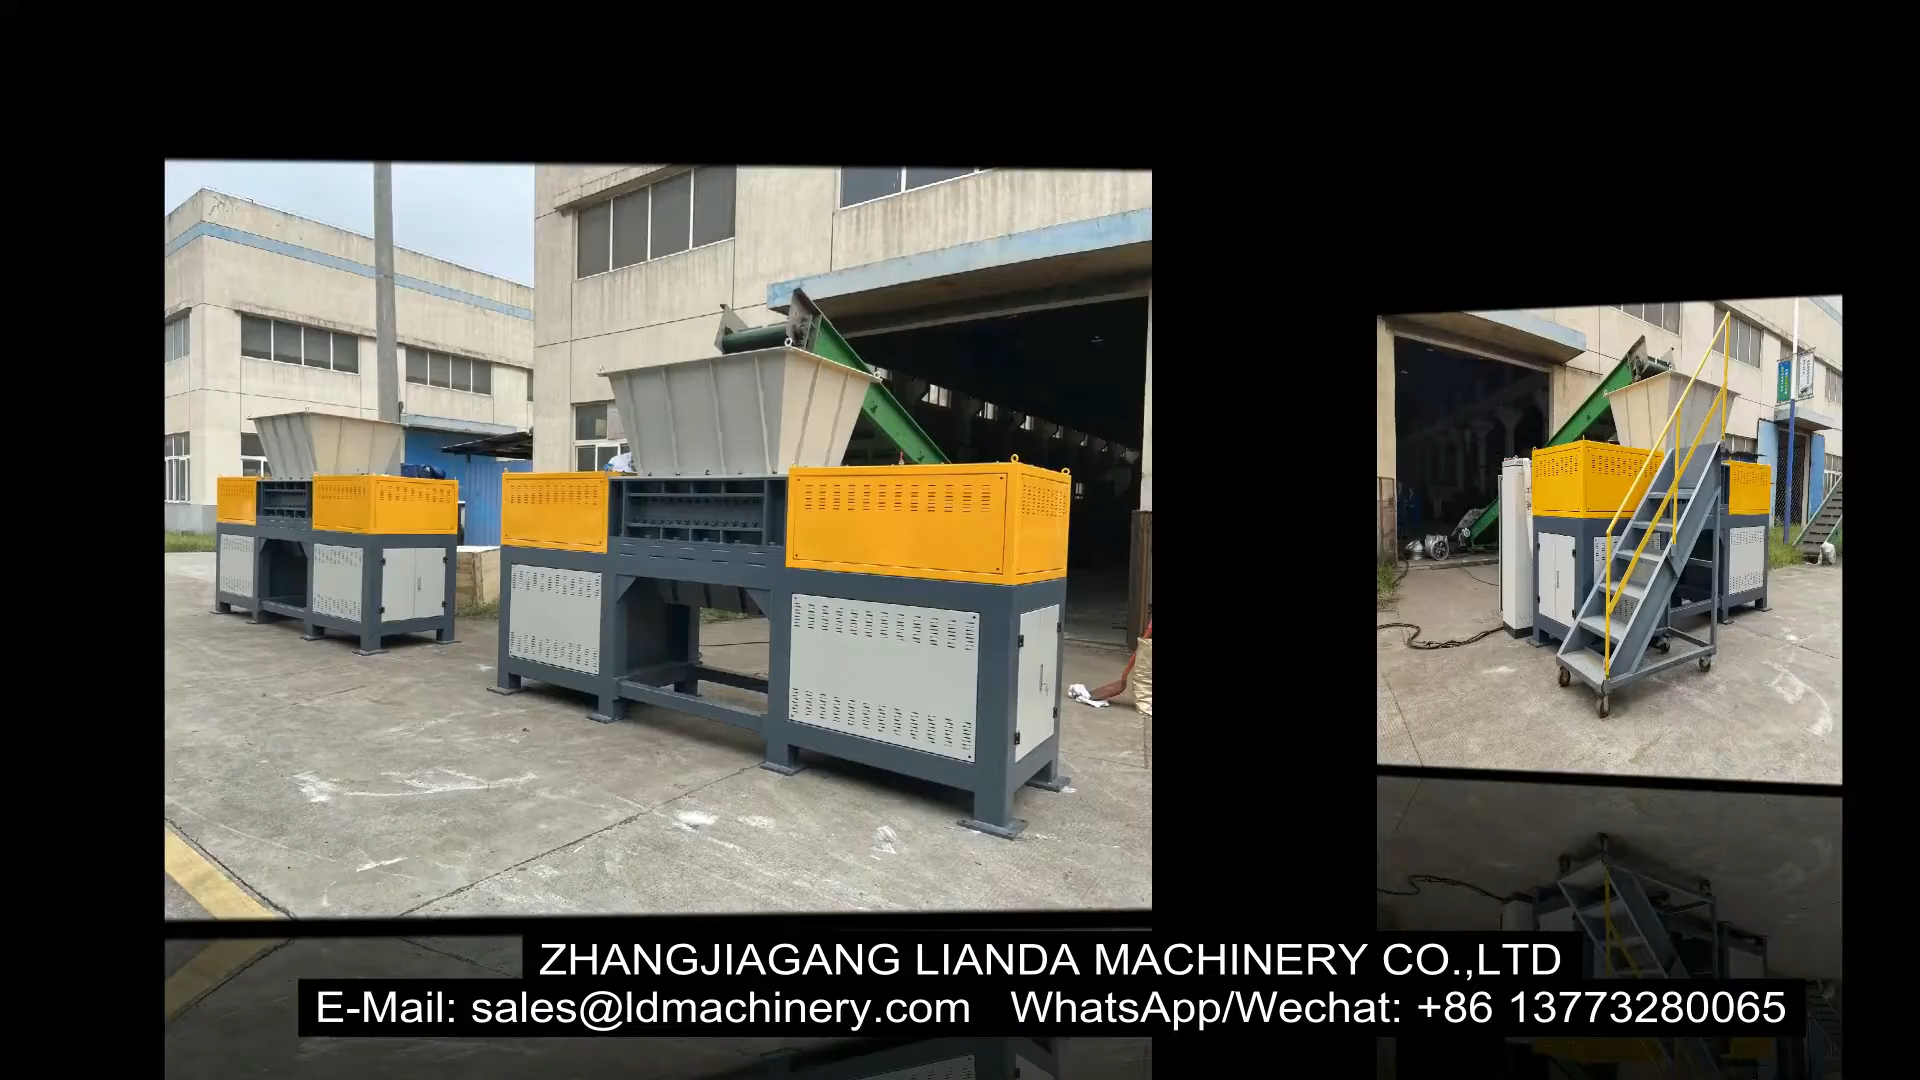 ZHANGJIAGANG LIANDA MACHINERY CO.,LTD
E-Mail: sales@ldmachinery.com WhatsApp/Wechat: +86 13773280065